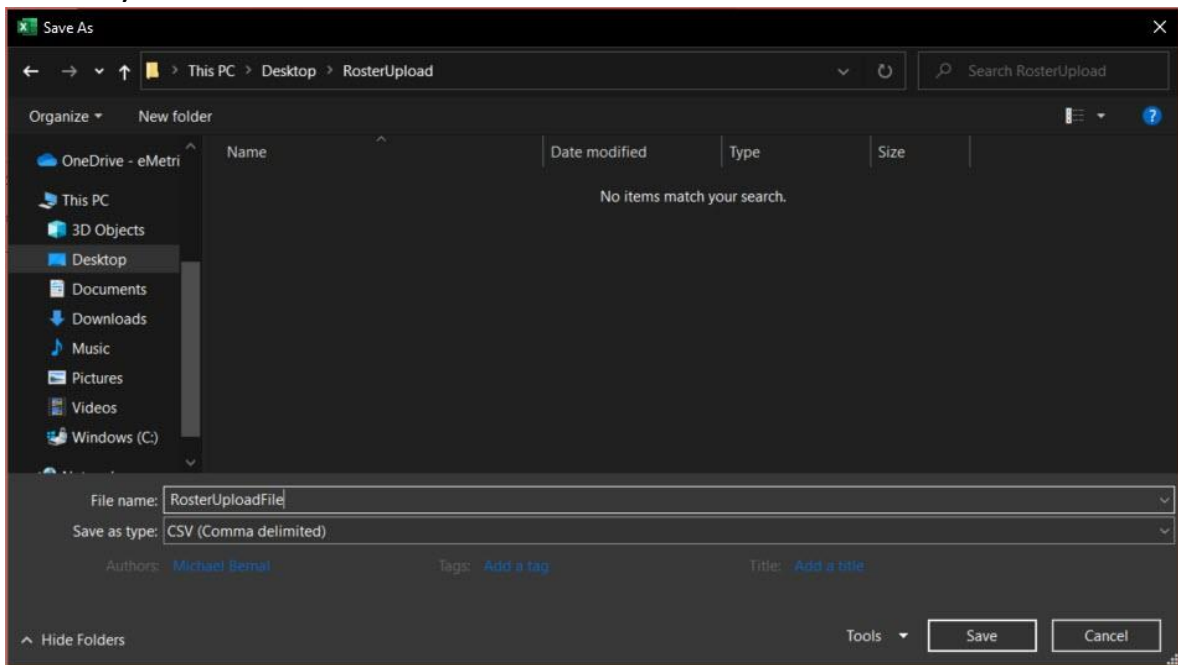 Save As
This PC > Desktop > RosterUpload
Search RosterUpload
Organize
New folder
Name
Date modified
Type
Size
No items match your search.
OneDrive - eMetri
This PC
3D Objects
Desktop
Documents
Downloads
Music
Pictures
Videos
Windows (C:)
File name: RosterUploadFile
Save as type: CSV (Comma delimited)
Authors: Michael Bernal
Tags: Add a tag
Title: Add a title
Hide Folders
Tools
Save
Cancel